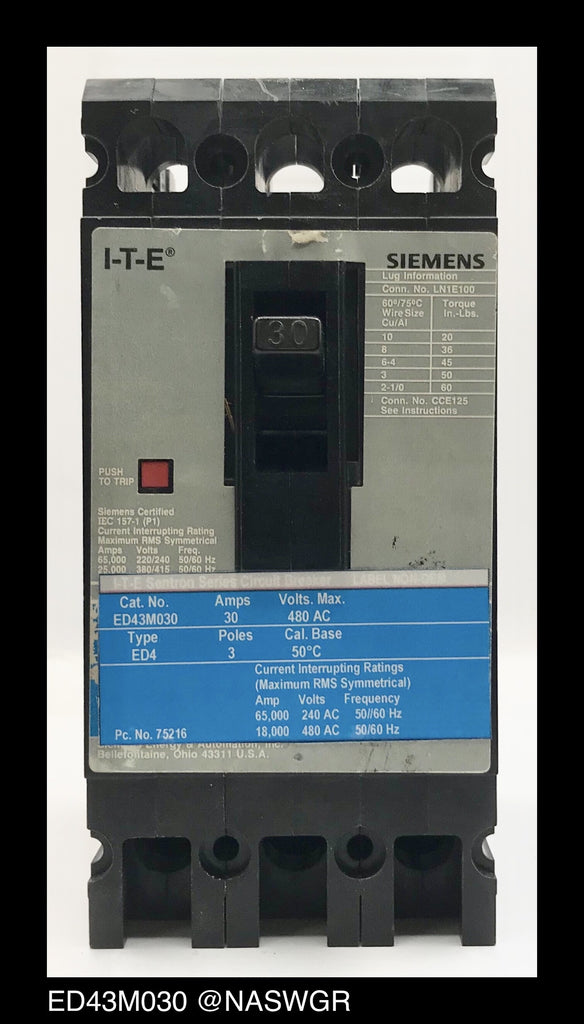 I-T-E®
SIEMENS
Lug Information
Conn. No. LN1E100
60º/75ºC Torque
Wire Size In.-Lbs.
Cu/Al
10 20
8 36
6-4 45
3 50
2-1/0 60
Conn. No. CCE125
See Instructions
30
PUSH
TO TRIP
Siemens Certified
IEC 157-1 (P1)
Current Interrupting Rating
Maximum RMS Symmetrical
Amps Volts Freq.
65,000 220/240 50/60 Hz
25,000 380/415 50/60 Hz
I-T-E Sentron Series Circuit Breaker LABEL
Cat. No. Amps Volts. Max.
ED43M030 30 480 AC
Type Poles Cal. Base
ED4 3 50°C
Current Interrupting Ratings
(Maximum RMS Symmetrical)
Amp Volts Frequency
65,000 240 AC 50//60 Hz
18,000 480 AC 50/60 Hz
Pc. No. 75216
Siemens Energy & Automation, Inc.
Bellefontaine, Ohio 43311 U.S.A.
ED43M030 @NASWGR